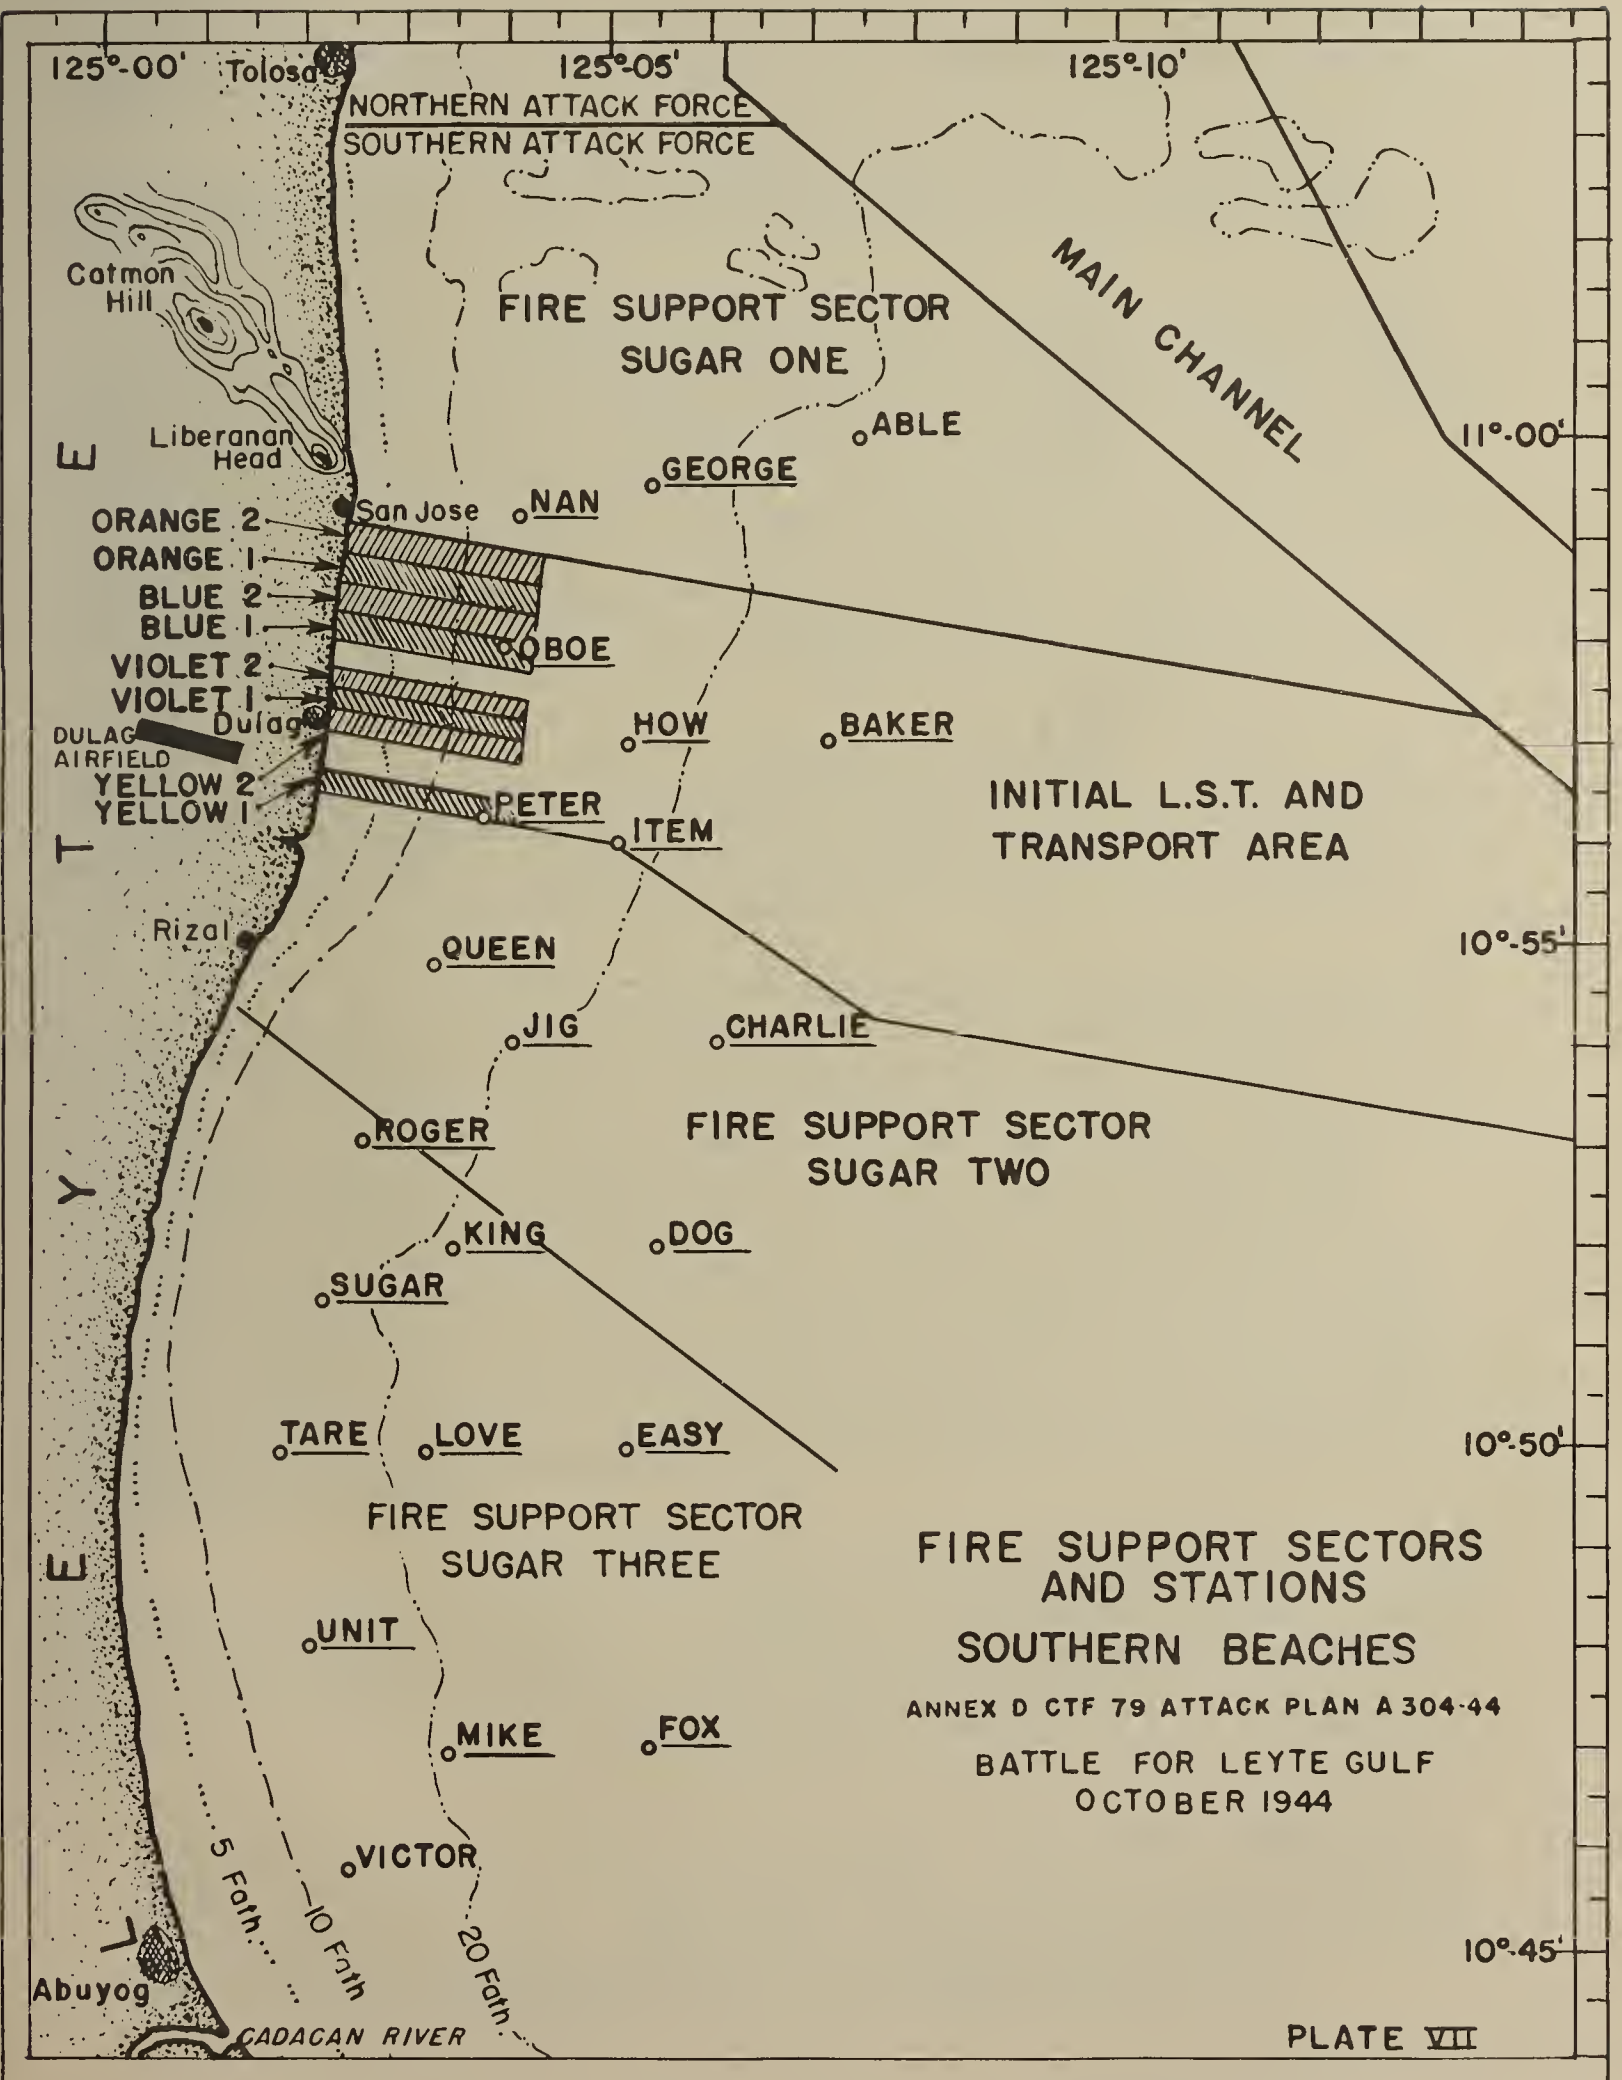 125°-00'
Tolosa
125°-05'
125°-10'
NORTHERN ATTACK FORCE
SOUTHERN ATTACK FORCE
Catmon
Hill
MAIN CHANNEL
FIRE SUPPORT SECTOR
SUGAR ONE
ABLE
11°-00'
Liberanan
Head
GEORGE
NAN
San Jose
ORANGE 2
ORANGE 1
BLUE 2
BLUE 1
OBOE
VIOLET 2
VIOLET 1
Dulag
DULAG
AIRFIELD
HOW
BAKER
YELLOW 2
YELLOW 1
PETER
ITEM
INITIAL L.S.T. AND
TRANSPORT AREA
Rizal
QUEEN
10°-55'
JIG
CHARLIE
ROGER
FIRE SUPPORT SECTOR
SUGAR TWO
KING
DOG
SUGAR
TARE
LOVE
EASY
10°-50'
FIRE SUPPORT SECTOR
SUGAR THREE
FIRE SUPPORT SECTORS
AND STATIONS
SOUTHERN BEACHES
ANNEX D CTF 79 ATTACK PLAN A 304-44
BATTLE FOR LEYTE GULF
OCTOBER 1944
UNIT
MIKE
FOX
VICTOR
5 Fath.
10 Fath
20 Fath.
10°-45'
LEYTE
Abuyog
CADACAN RIVER
PLATE VII